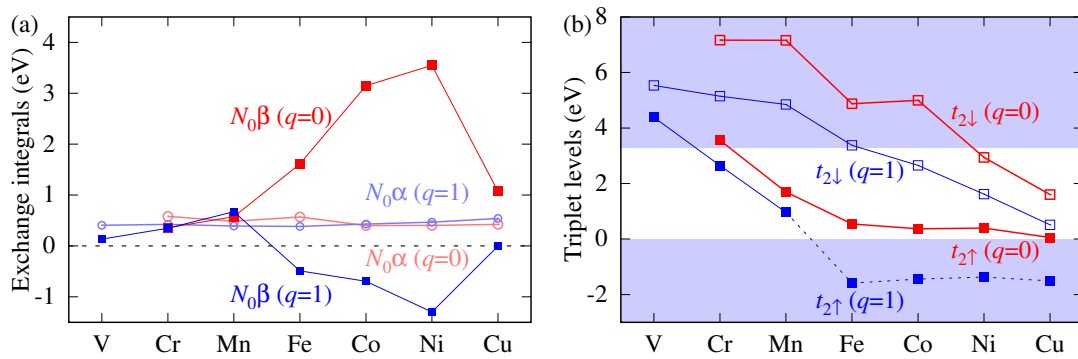 (a)
Exchange integrals (eV)
4
3
2
1
0
-1
N₀β (q=0)
N₀α (q=1)
N₀α (q=0)
N₀β (q=1)
V Cr Mn Fe Co Ni Cu
(b)
Triplet levels (eV)
8
6
4
2
0
-2
t₂↓ (q=0)
t₂↓ (q=1)
t₂↑ (q=0)
t₂↑ (q=1)
V Cr Mn Fe Co Ni Cu